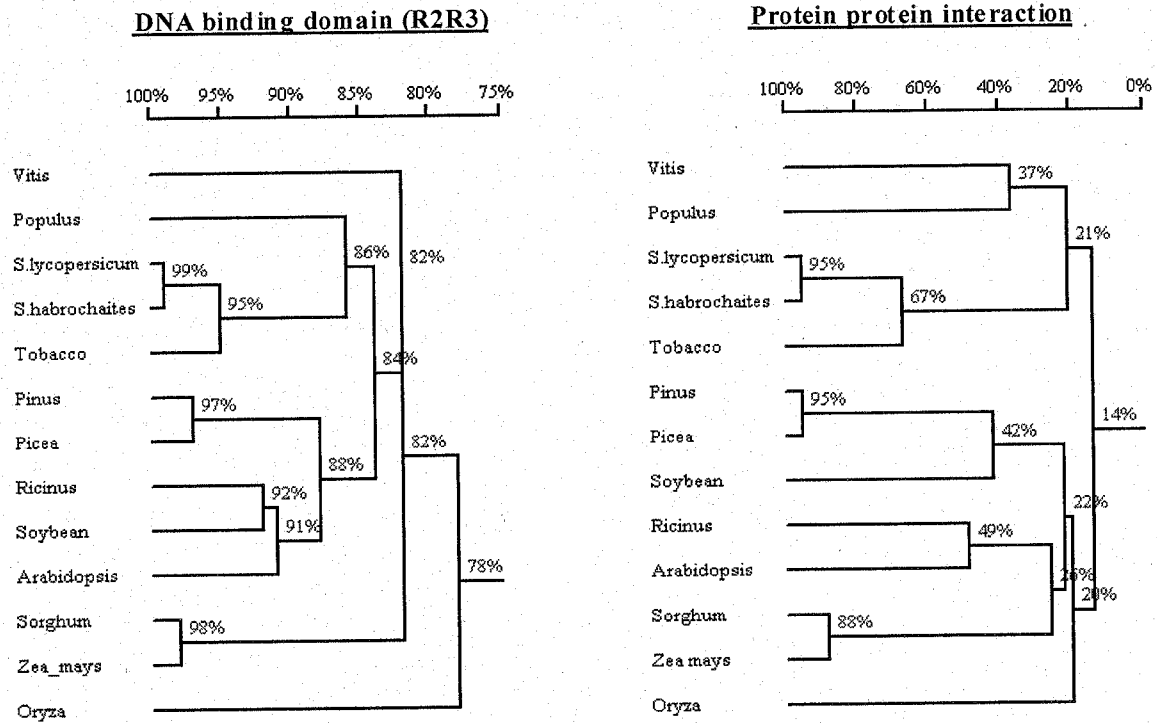 DNA binding domain (R2R3)
100% 95% 90% 85% 80% 75%
Vitis
Populus
S.lycopersicum
S.habrochaites
Tobacco
Pinus
Picea
Ricinus
Soybean
Arabidopsis
Sorghum
Zea_mays
Oryza
99%
95%
86%
82%
84%
97%
88%
82%
92%
91%
78%
98%
Protein protein interaction
100% 80% 60% 40% 20% 0%
Vitis
Populus
S.lycopersicum
S.habrochaites
Tobacco
Pinus
Picea
Soybean
Ricinus
Arabidopsis
Sorghum
Zea mays
Oryza
37%
21%
95%
67%
95%
42%
14%
22%
49%
26%
88%